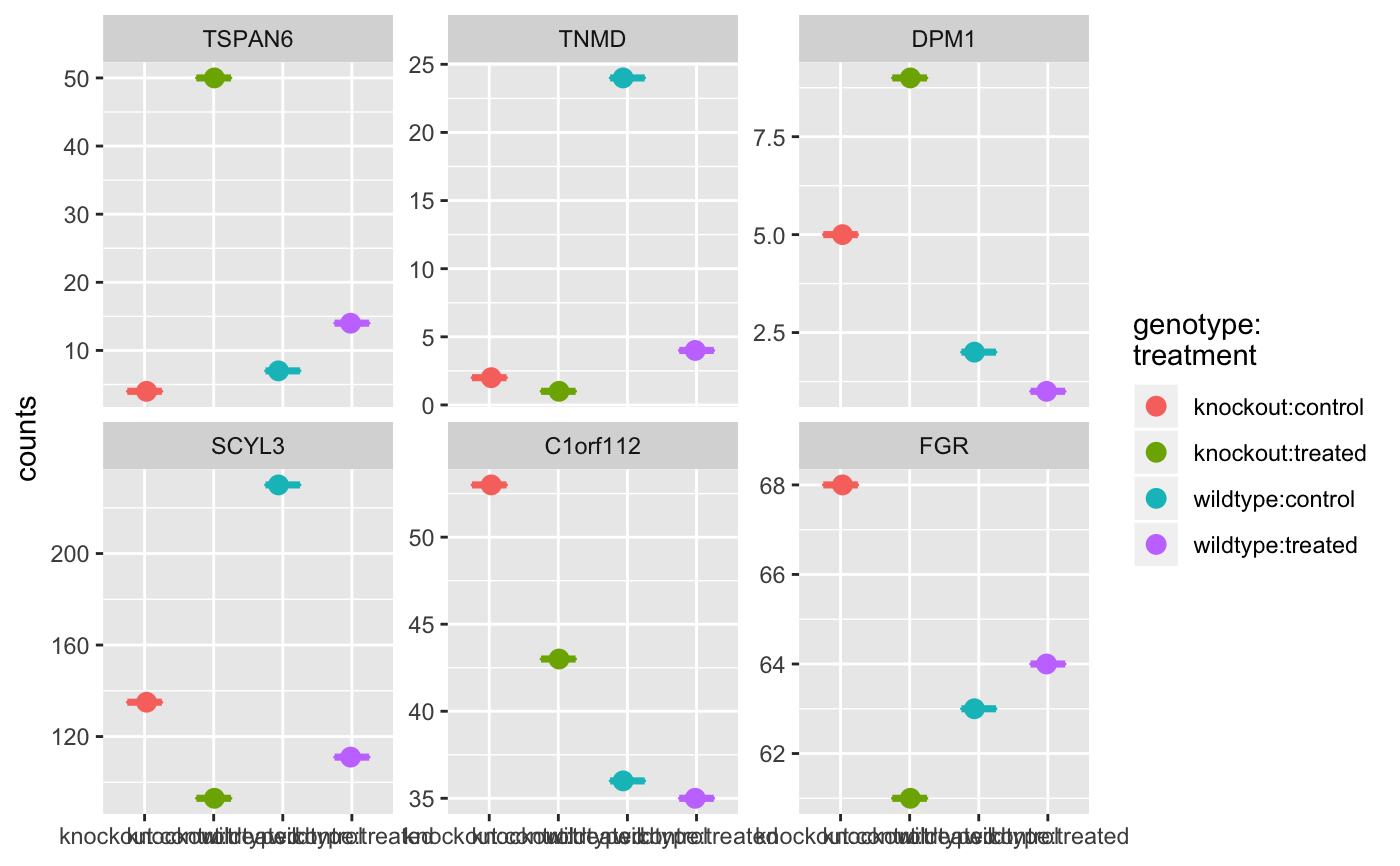 TSPAN6 TNMD DPM1
50
40
30
20
10
25
20
15
10
5
0
7.5
5.0
2.5
counts
SCYL3 C1orf112 FGR
200
160
120
50
45
40
35
68
66
64
62
genotype:
treatment
knockout:control
knockout:treated
wildtype:control
wildtype:treated